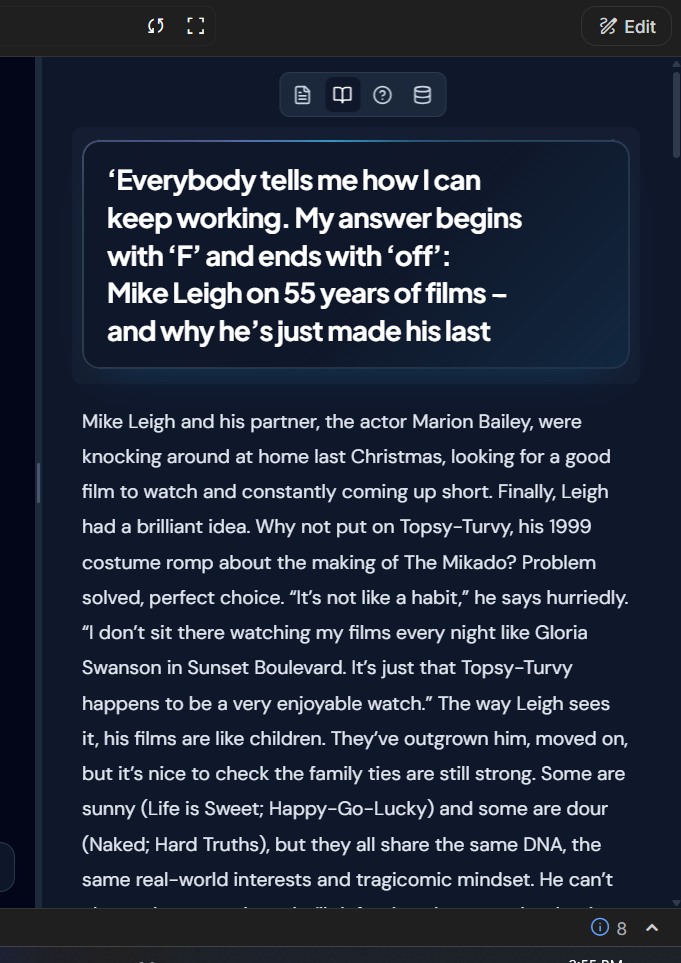 Edit
‘Everybody tells me how I can
keep working. My answer begins
with ‘F’ and ends with ‘off’:
Mike Leigh on 55 years of films –
and why he’s just made his last
Mike Leigh and his partner, the actor Marion Bailey, were
knocking around at home last Christmas, looking for a good
film to watch and constantly coming up short. Finally, Leigh
had a brilliant idea. Why not put on Topsy-Turvy, his 1999
costume romp about the making of The Mikado? Problem
solved, perfect choice. “It’s not like a habit,” he says hurriedly.
“I don’t sit there watching my films every night like Gloria
Swanson in Sunset Boulevard. It’s just that Topsy-Turvy
happens to be a very enjoyable watch.” The way Leigh sees
it, his films are like children. They’ve outgrown him, moved on,
but it’s nice to check the family ties are still strong. Some are
sunny (Life is Sweet; Happy-Go-Lucky) and some are dour
(Naked; Hard Truths), but they all share the same DNA, the
same real-world interests and tragicomic mindset. He can’t
8